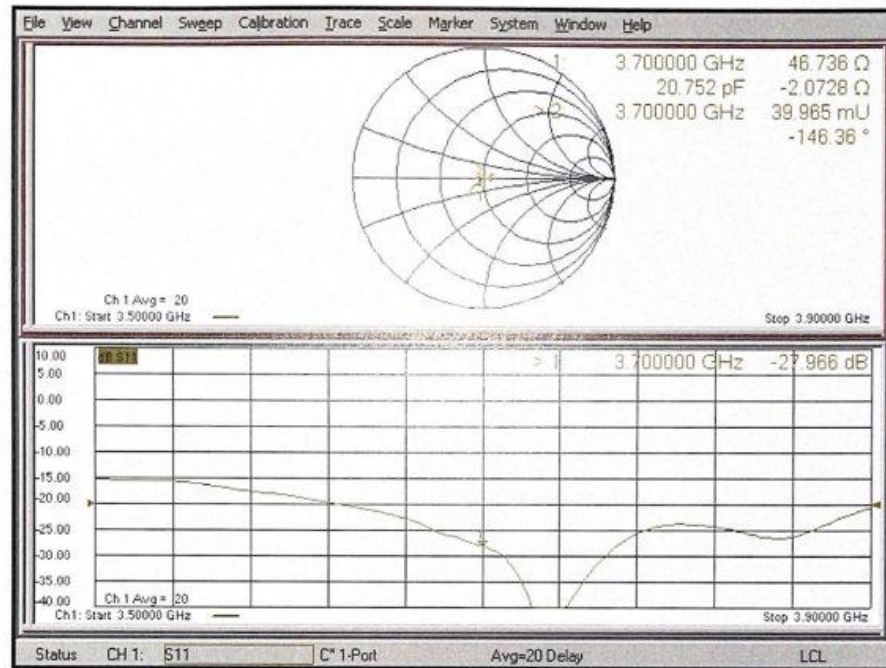 File View Channel Sweep Calibration Trace Scale Marker System Window Help
1: 3.700000 GHz 46.736 Ω
20.752 pF -2.0728 Ω
> 2: 3.700000 GHz 39.965 mU
-146.36 °
Ch 1 Avg = 20
Ch1: Start 3.50000 GHz
Stop 3.90000 GHz
10.00 dB S11 > 1: 3.700000 GHz -27.966 dB
5.00
0.00
-5.00
-10.00
-15.00
-20.00
-25.00
-30.00
-35.00
-40.00
Ch 1 Avg = 20
Ch1: Start 3.50000 GHz
Stop 3.90000 GHz
Status CH 1: S11 C* 1-Port Avg=20 Delay LCL